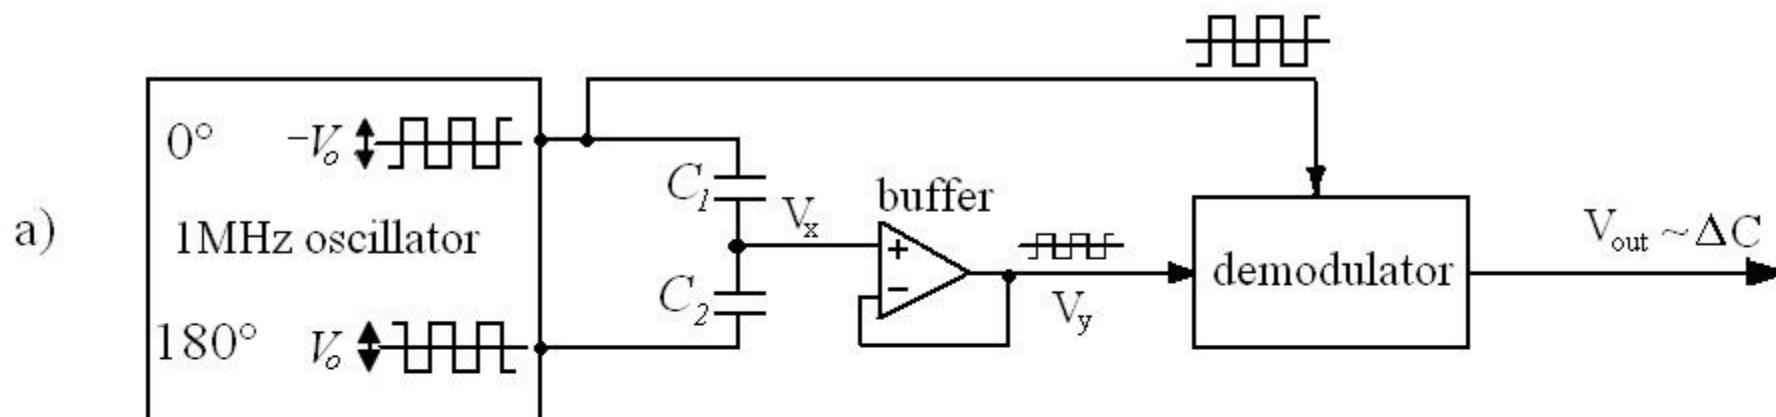 a)
0° −Vo
1MHz oscillator
180° Vo
C1
C2
Vx
buffer
+
−
Vy
demodulator
Vout ~ ΔC